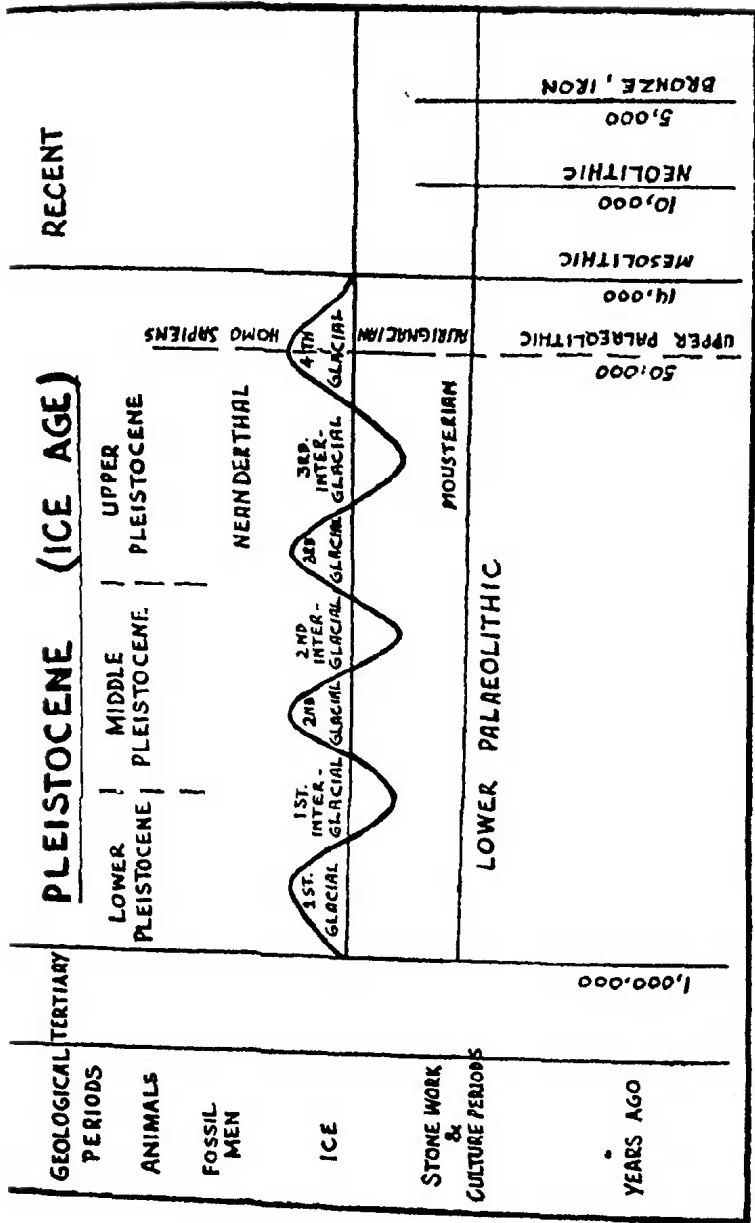 GEOLOGICAL
PERIODS
TERTIARY
PLEISTOCENE (ICE AGE)
RECENT
ANIMALS
LOWER
PLEISTOCENE
MIDDLE
PLEISTOCENE
UPPER
PLEISTOCENE
FOSSIL
MEN
NEANDERTHAL
HOMO SAPIENS
ICE
1ST.
GLACIAL
1ST.
INTER-
GLACIAL
2ND
GLACIAL
2ND
INTER-
GLACIAL
3RD
GLACIAL
3RD.
INTER-
GLACIAL
4TH
GLACIAL
STONE WORK
&
CULTURE PERIODS
MOUSTERIAN
AURIGNACIAN
LOWER PALAEOLITHIC
UPPER PALAEOLITHIC
MESOLITHIC
NEOLITHIC
BRONZE, IRON
YEARS AGO
1,000,000
50,000
14,000
10,000
5,000